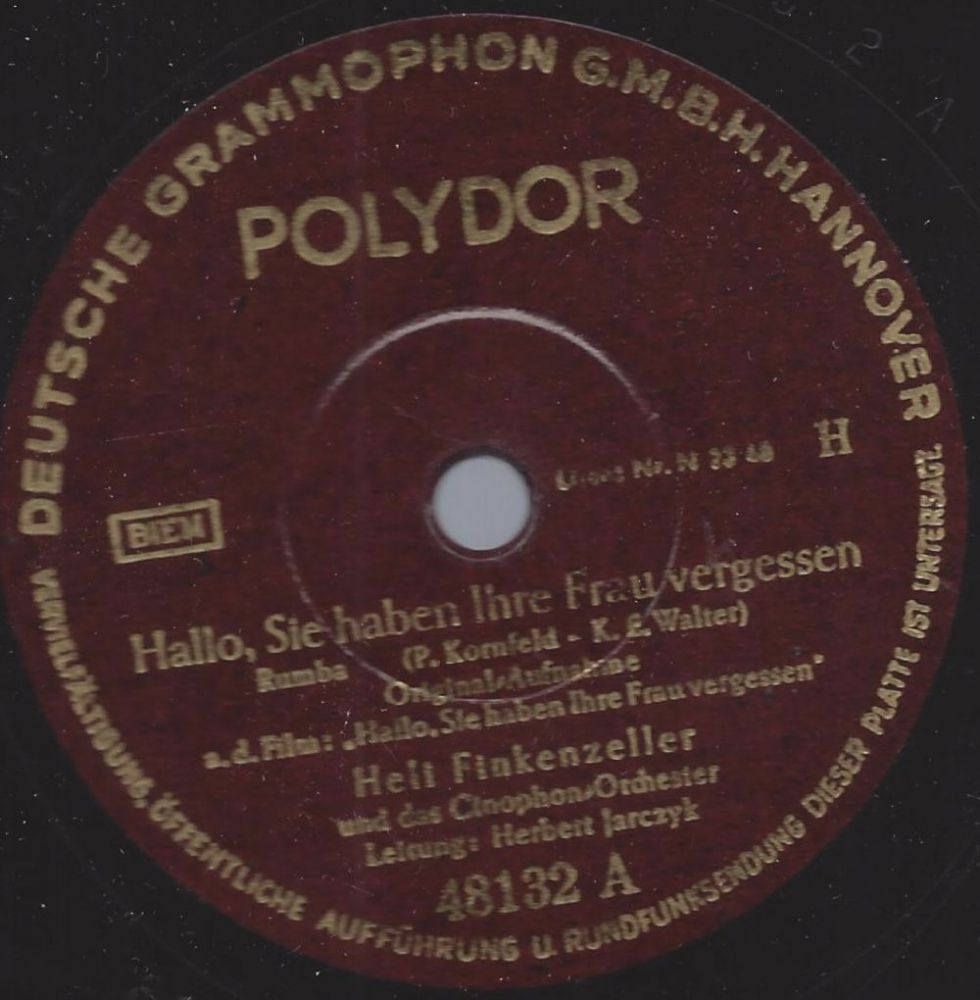 DEUTSCHE GRAMMOPHON G.M.B.H. HANNOVER
POLYDOR
H
Nr. N
BIEM
Hallo, Sie haben Ihre Frau vergessen
Rumba (P. Kornfeld - K. E. Walter)
Original-Aufnahme
a.d. Film: „Hallo, Sie haben Ihre Frau vergessen"
Heli Finkenzeller
und das Cinophon-Orchester
Leitung: Herbert Jarczyk
48132 A
VERVIELFÄLTIGUNG, ÖFFENTLICHE AUFFÜHRUNG U. RUNDFUNKSENDUNG DIESER PLATTE IST UNTERSAGT.
2 A